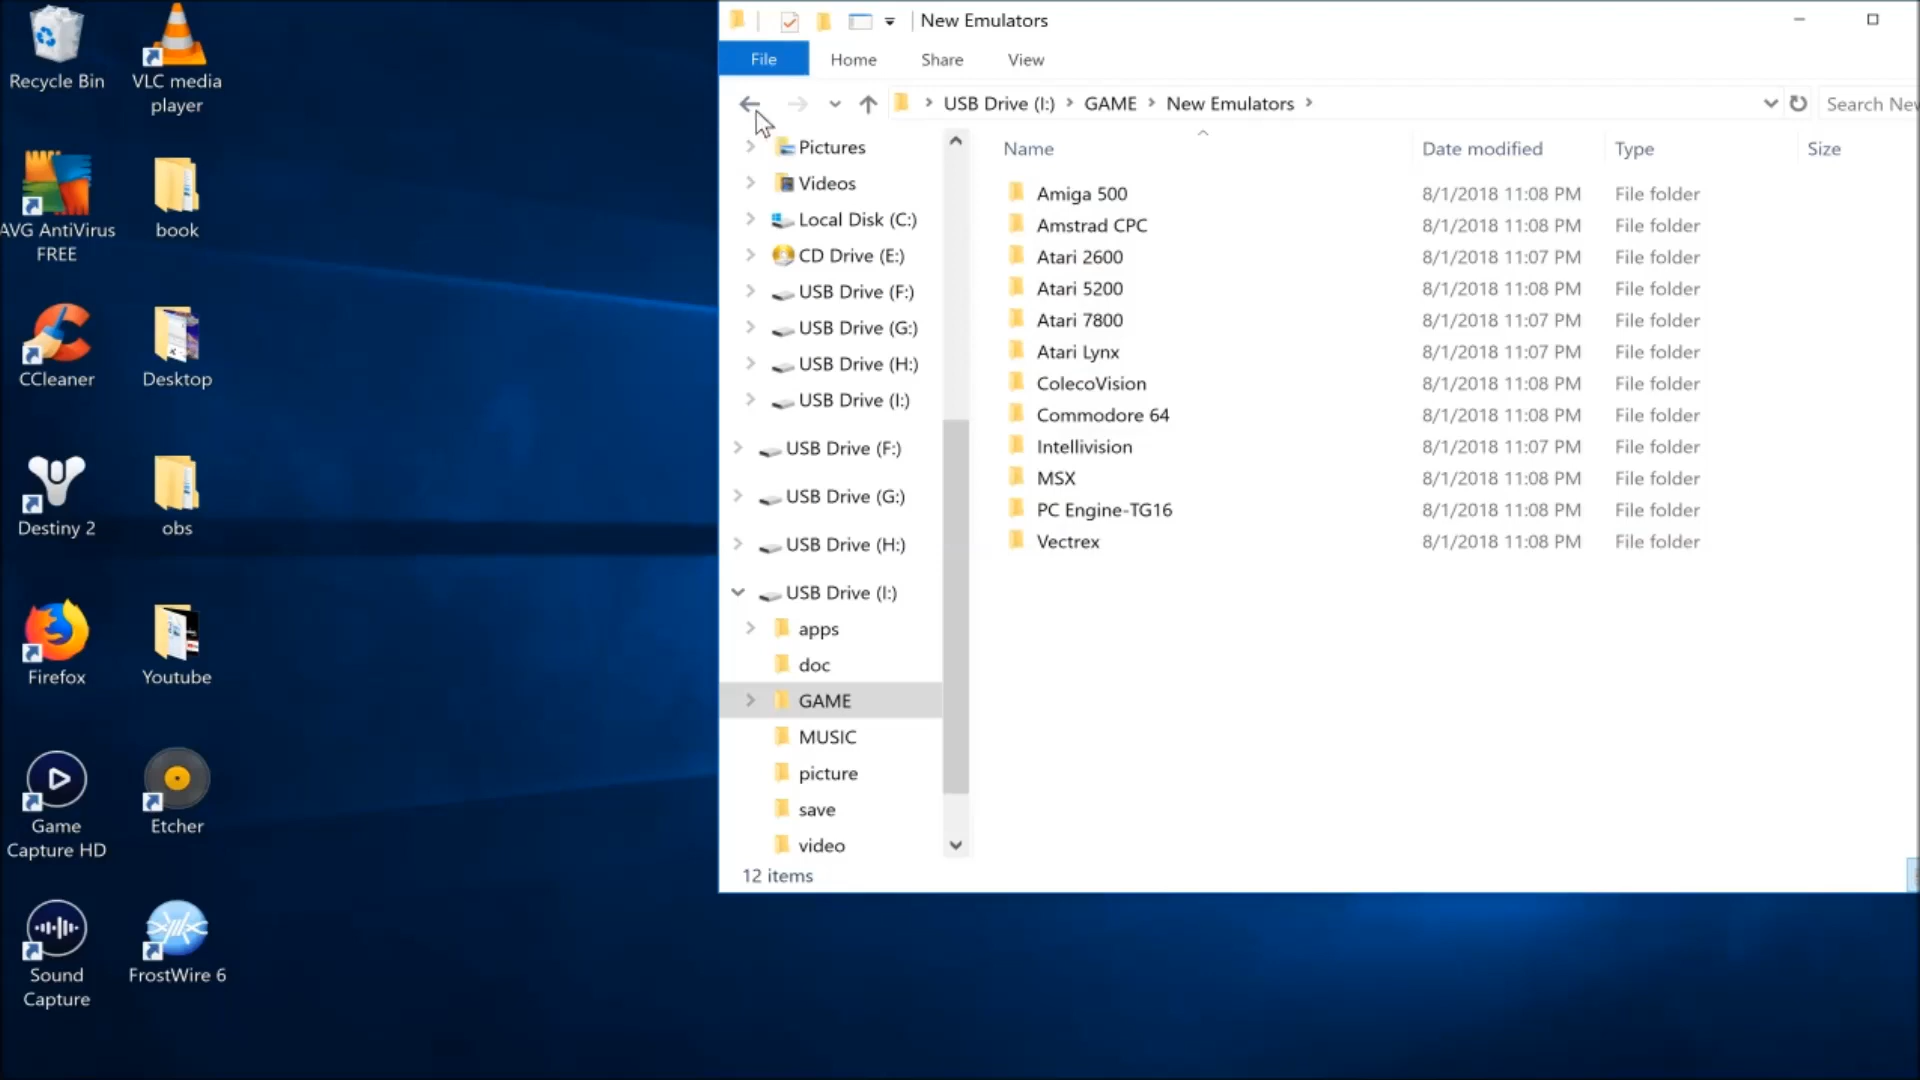 Recycle Bin
VLC media
player
AVG AntiVirus
FREE
book
CCleaner
Desktop
Destiny 2
obs
Firefox
Youtube
Game
Capture HD
Etcher
Sound
Capture
FrostWire 6
New Emulators
File Home Share View
USB Drive (I:) > GAME > New Emulators >
Search New
Pictures
Videos
Local Disk (C:)
CD Drive (E:)
USB Drive (F:)
USB Drive (G:)
USB Drive (H:)
USB Drive (I:)
USB Drive (F:)
USB Drive (G:)
USB Drive (H:)
USB Drive (I:)
apps
doc
GAME
MUSIC
picture
save
video
Name Date modified Type Size
Amiga 500 8/1/2018 11:08 PM File folder
Amstrad CPC 8/1/2018 11:08 PM File folder
Atari 2600 8/1/2018 11:07 PM File folder
Atari 5200 8/1/2018 11:08 PM File folder
Atari 7800 8/1/2018 11:07 PM File folder
Atari Lynx 8/1/2018 11:07 PM File folder
ColecoVision 8/1/2018 11:08 PM File folder
Commodore 64 8/1/2018 11:08 PM File folder
Intellivision 8/1/2018 11:07 PM File folder
MSX 8/1/2018 11:08 PM File folder
PC Engine-TG16 8/1/2018 11:08 PM File folder
Vectrex 8/1/2018 11:08 PM File folder
12 items